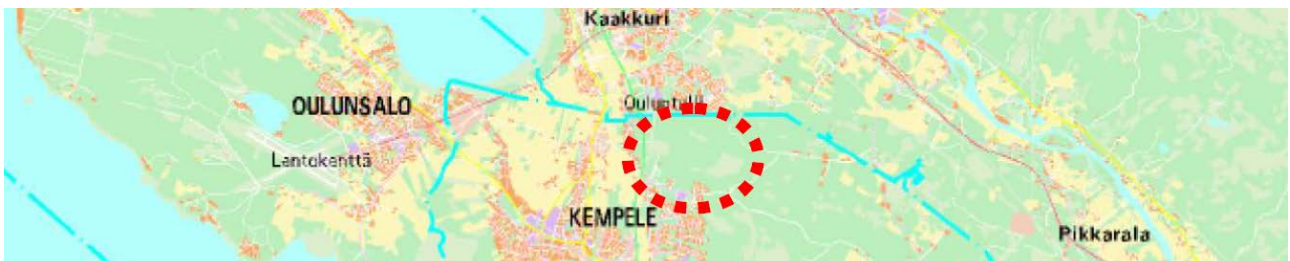 Kaakkuri
OULUNSALO
Lentokenttä
KEMPELE
Pikkarala